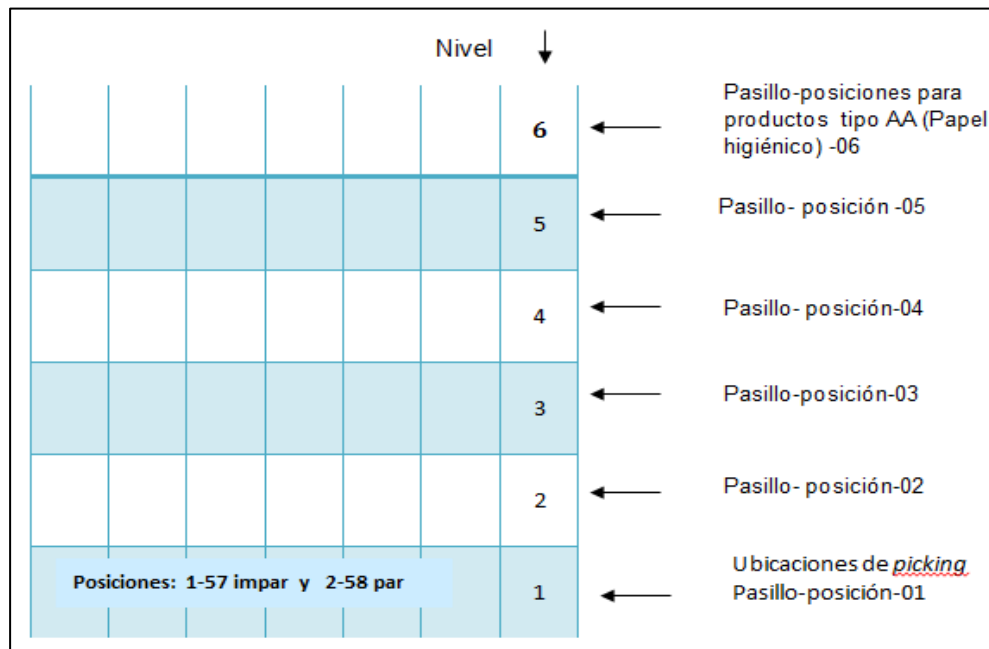 Nivel
6
Pasillo-posiciones para
productos tipo AA (Papel
higiénico) -06
5
Pasillo- posición -05
4
Pasillo- posición-04
3
Pasillo-posición-03
2
Pasillo- posición-02
Posiciones: 1-57 impar y 2-58 par
1
Ubicaciones de picking
Pasillo-posición-01